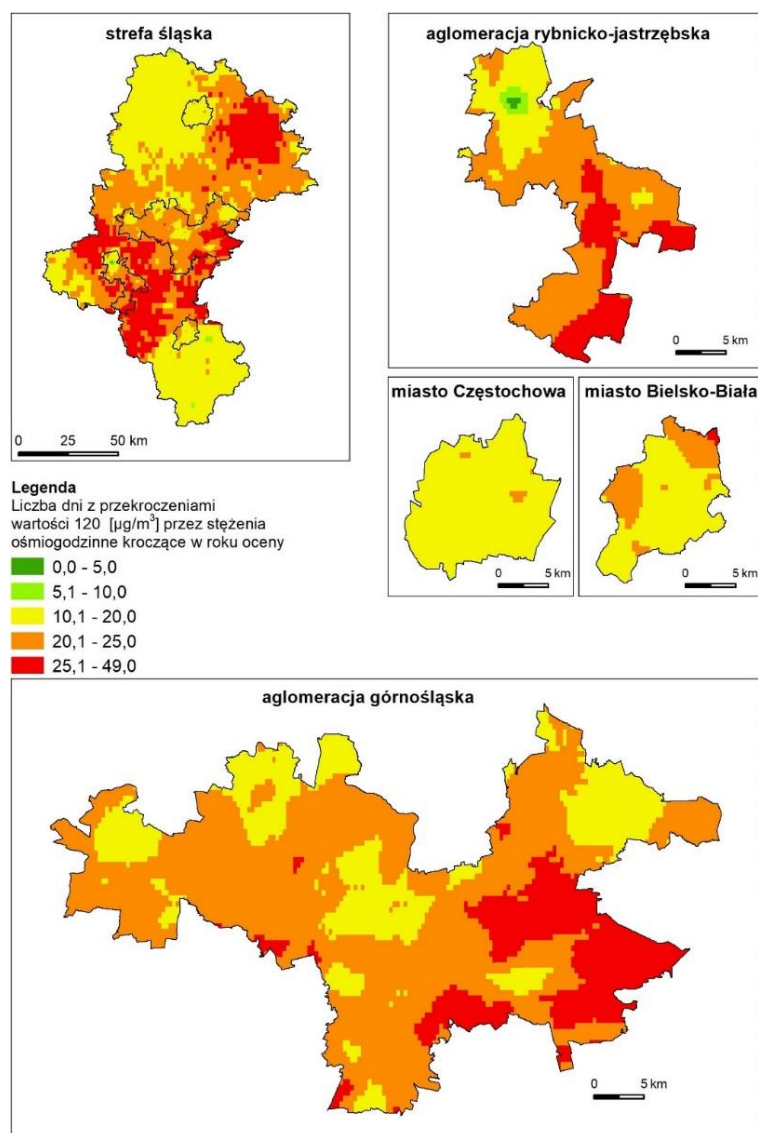 strefa śląska
0 25 50 km
aglomeracja rybnicko-jastrzębska
0 5 km
miasto Częstochowa
0 5 km
miasto Bielsko-Biała
0 5 km
Legenda
Liczba dni z przekroczeniami
wartości 120 [µg/m³] przez stężenia
ośmiogodzinne kroczące w roku oceny
0,0 - 5,0
5,1 - 10,0
10,1 - 20,0
20,1 - 25,0
25,1 - 49,0
aglomeracja górnośląska
0 5 km